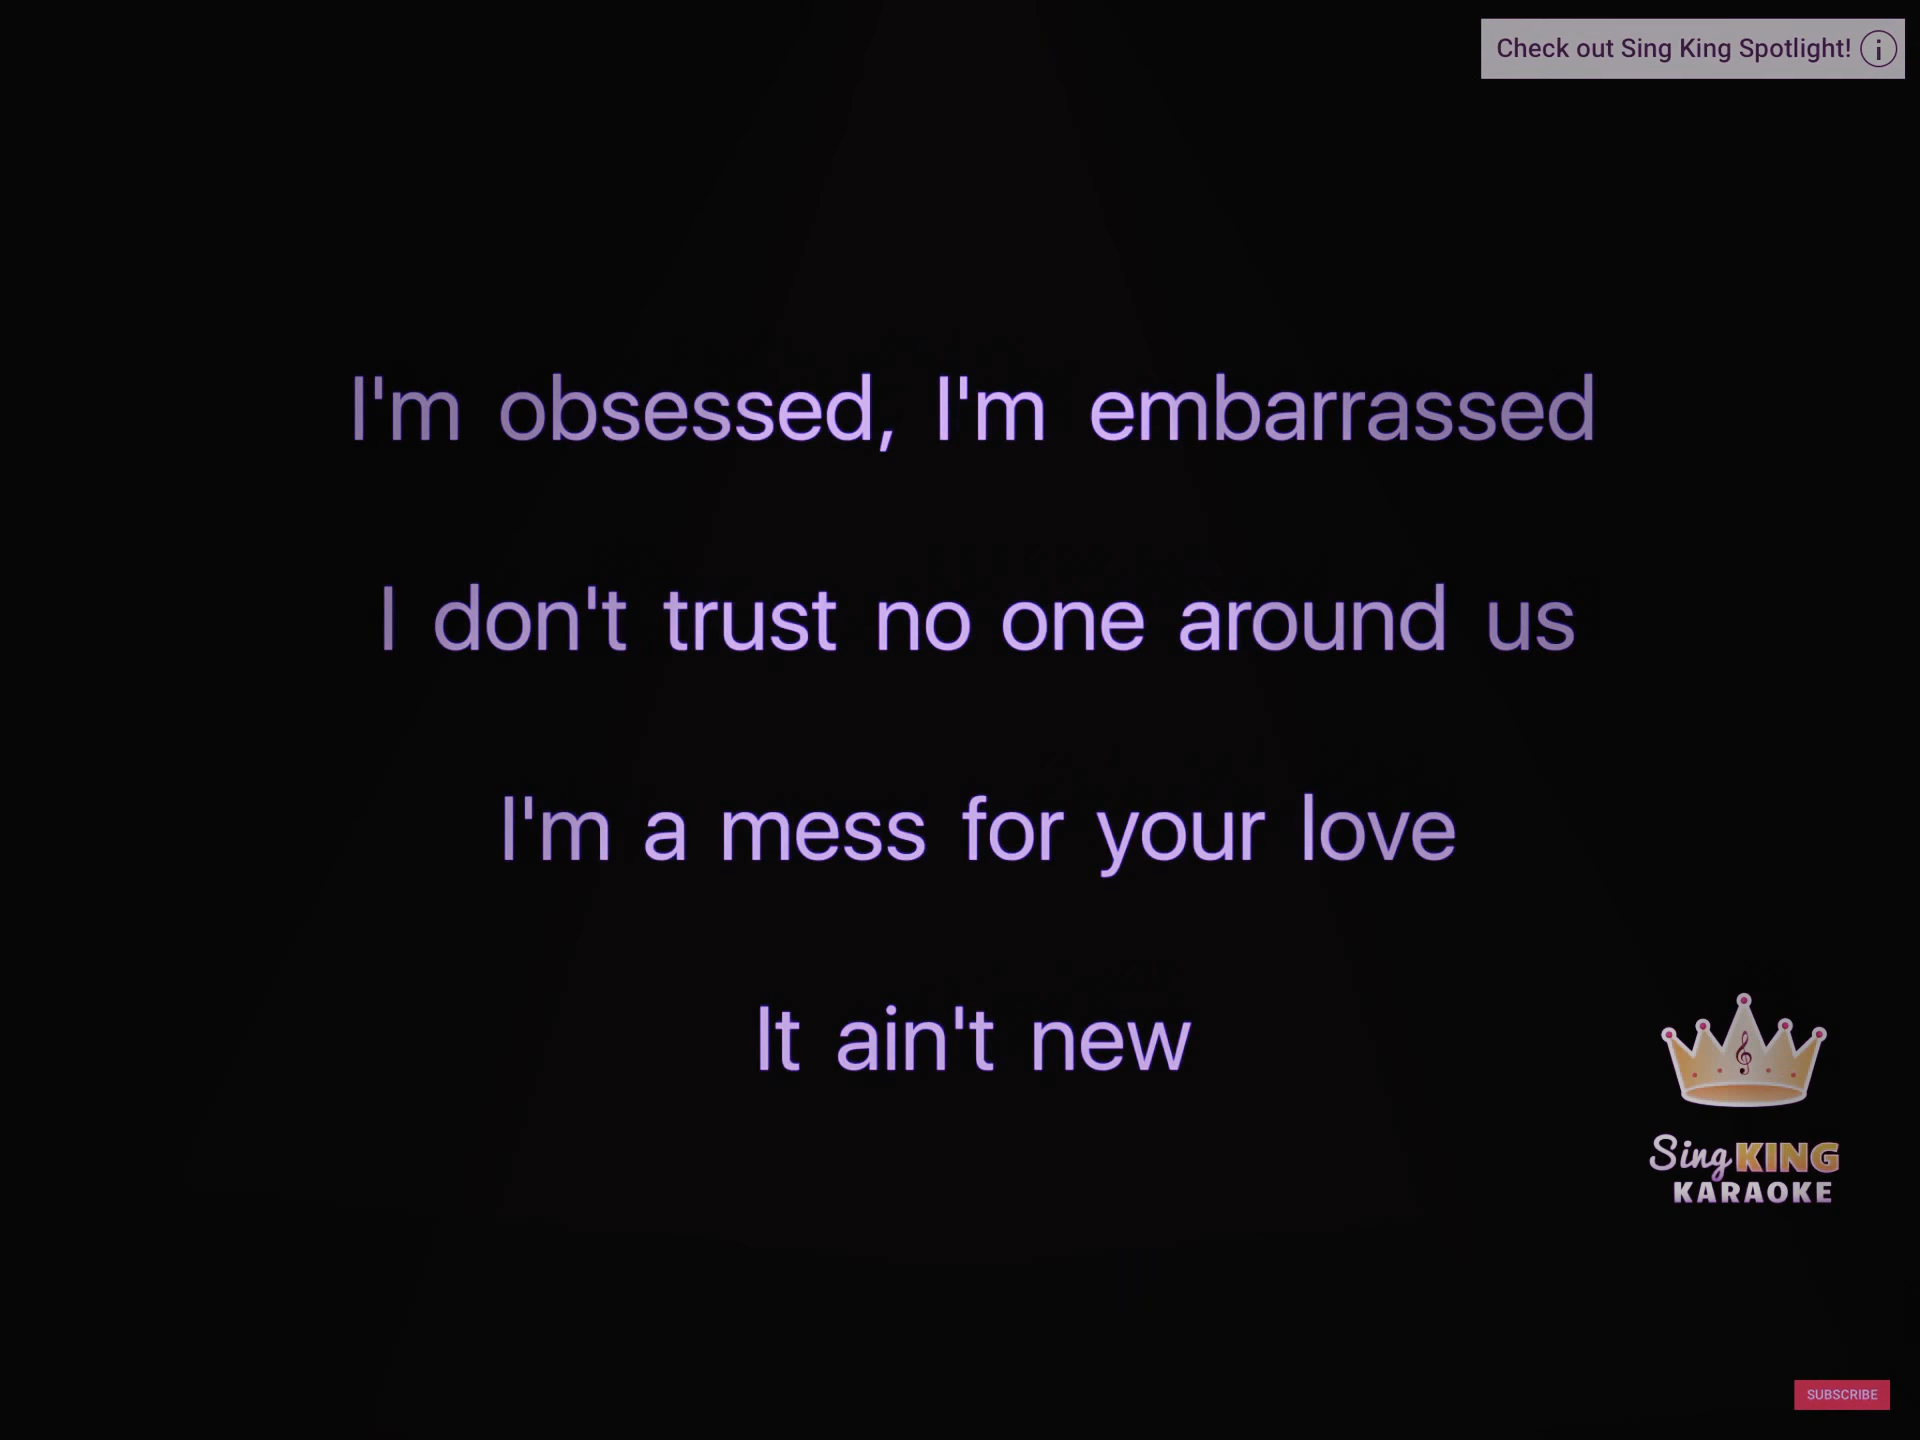 Check out Sing King Spotlight!
I'm obsessed, I'm embarrassed
I don't trust no one around us
I'm a mess for your love
It ain't new
Sing KING
KARAOKE
SUBSCRIBE